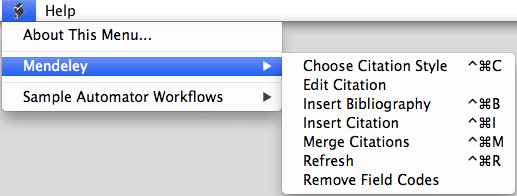 Help
About This Menu...
Mendeley
Sample Automator Workflows
Choose Citation Style ^⌘C
Edit Citation
Insert Bibliography ^⌘B
Insert Citation ^⌘I
Merge Citations ^⌘M
Refresh ^⌘R
Remove Field Codes